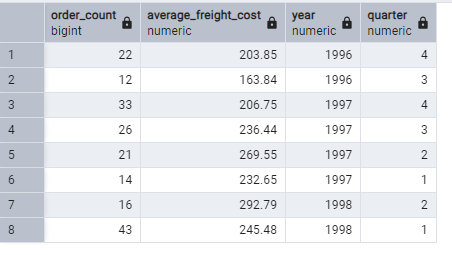 order_count average_freight_cost year quarter
bigint numeric numeric numeric
1 22 203.85 1996 4
2 12 163.84 1996 3
3 33 206.75 1997 4
4 26 236.44 1997 3
5 21 269.55 1997 2
6 14 232.65 1997 1
7 16 292.79 1998 2
8 43 245.48 1998 1